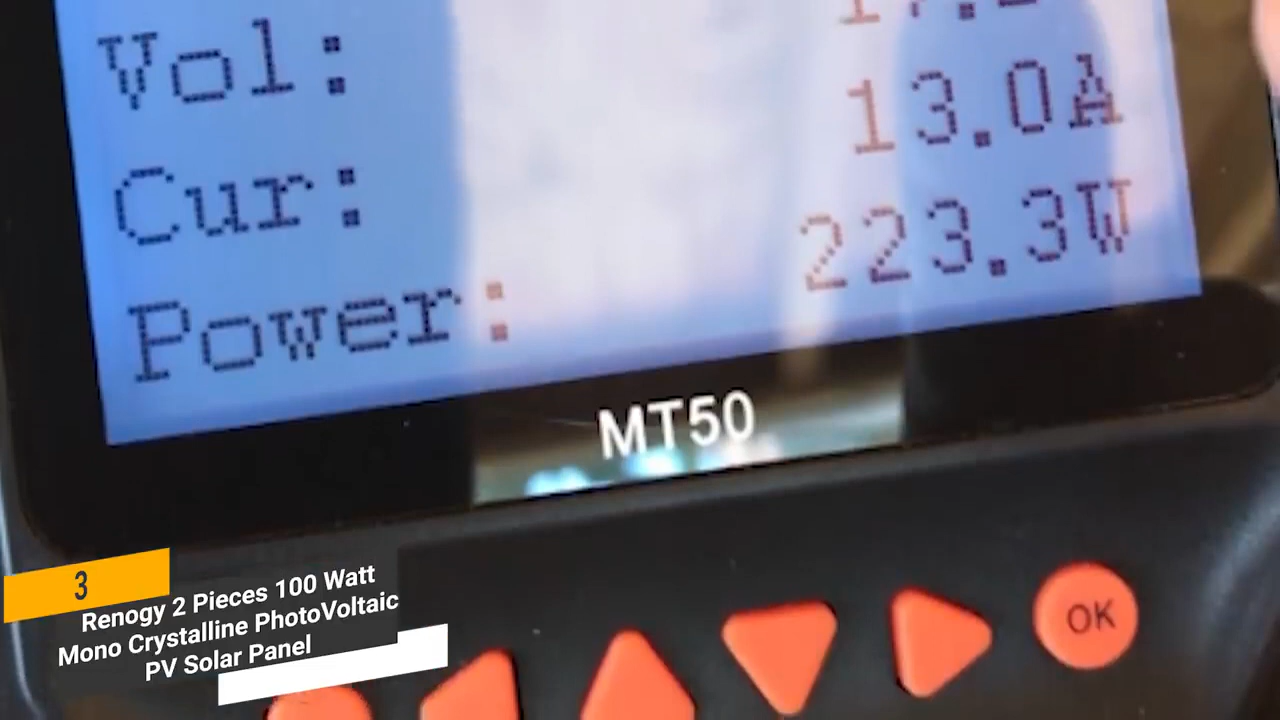 Vol:
Cur: 13.0A
Power: 223.3W
MT50
OK
3
Renogy 2 Pieces 100 Watt
Mono Crystalline PhotoVoltaic
PV Solar Panel